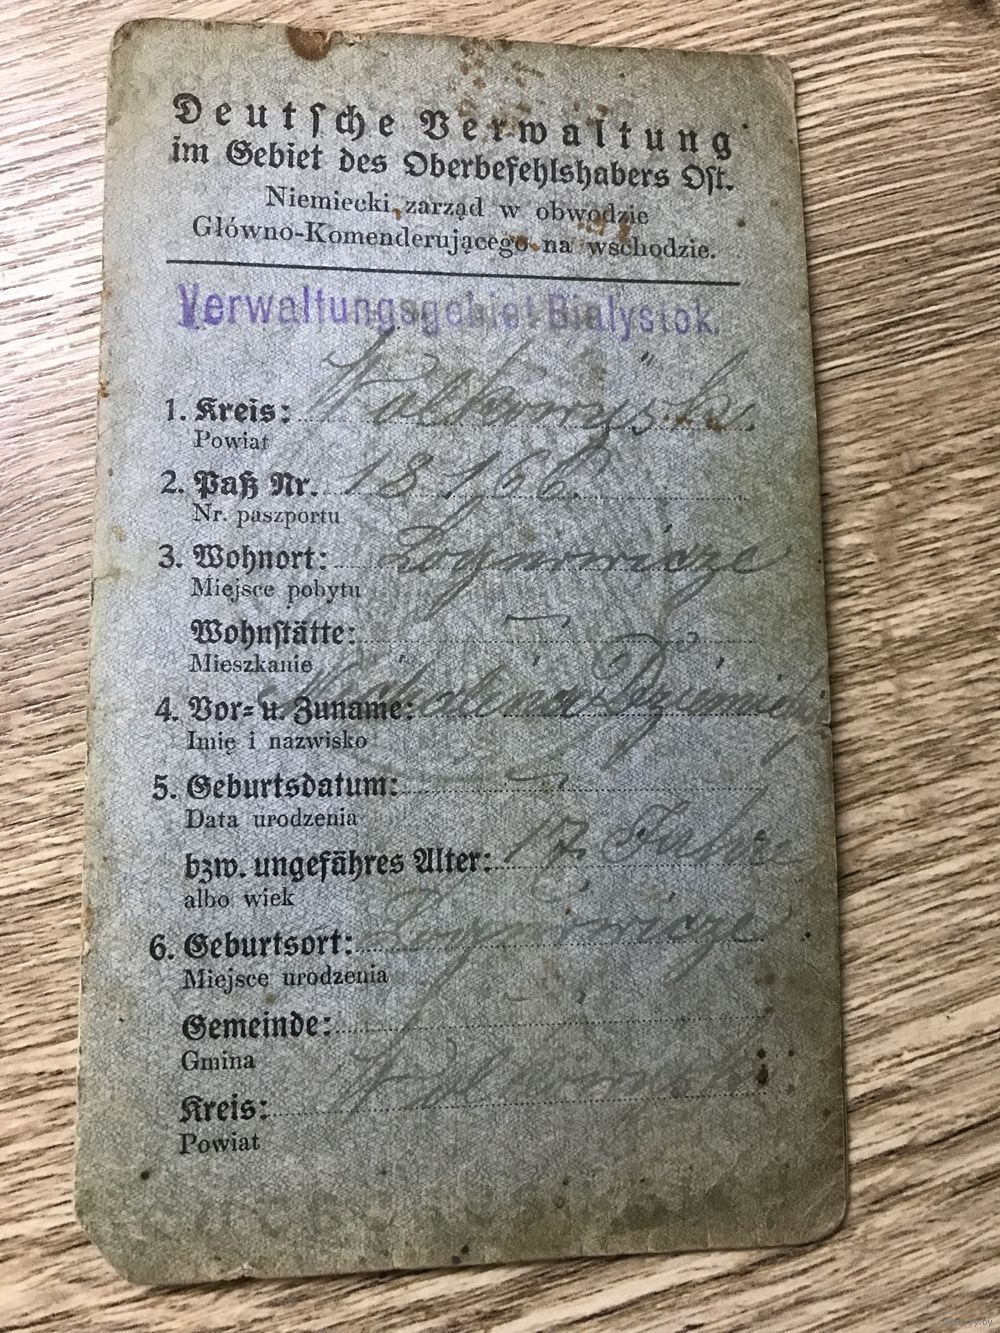 Deutsche Verwaltung
im Gebiet des Oberbefehlshabers Ost.
Niemiecki zarząd w obwodzie
Główno-Komenderującego na wschodzie.
Verwaltungsgebiet Bialystok.
1. Kreis:
Powiat
2. Paß Nr. 18166
Nr. paszportu
3. Wohnort: Zognowicze
Miejsce pobytu
Wohnstätte: —
Mieszkanie
4. Vor- u. Zuname: Michalina
Imię i nazwisko
5. Geburtsdatum: —
Data urodzenia
bzw. ungefähres Alter: 17 Jahre
albo wiek
6. Geburtsort:
Miejsce urodzenia
Gemeinde:
Gmina
Kreis:
Powiat